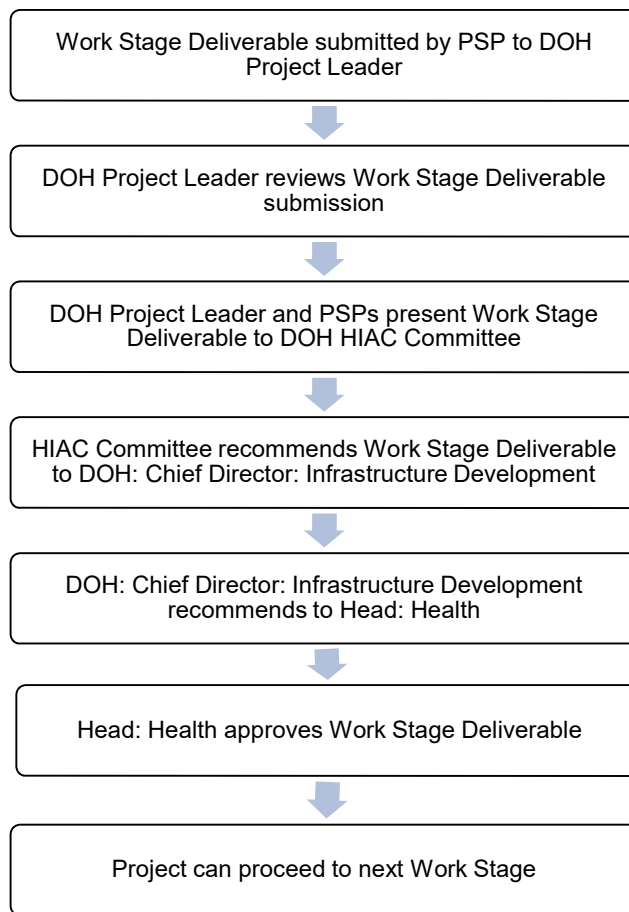 Work Stage Deliverable submitted by PSP to DOH
Project Leader
DOH Project Leader reviews Work Stage Deliverable
submission
DOH Project Leader and PSPs present Work Stage
Deliverable to DOH HIAC Committee
HIAC Committee recommends Work Stage Deliverable
to DOH: Chief Director: Infrastructure Development
DOH: Chief Director: Infrastructure Development
recommends to Head: Health
Head: Health approves Work Stage Deliverable
Project can proceed to next Work Stage